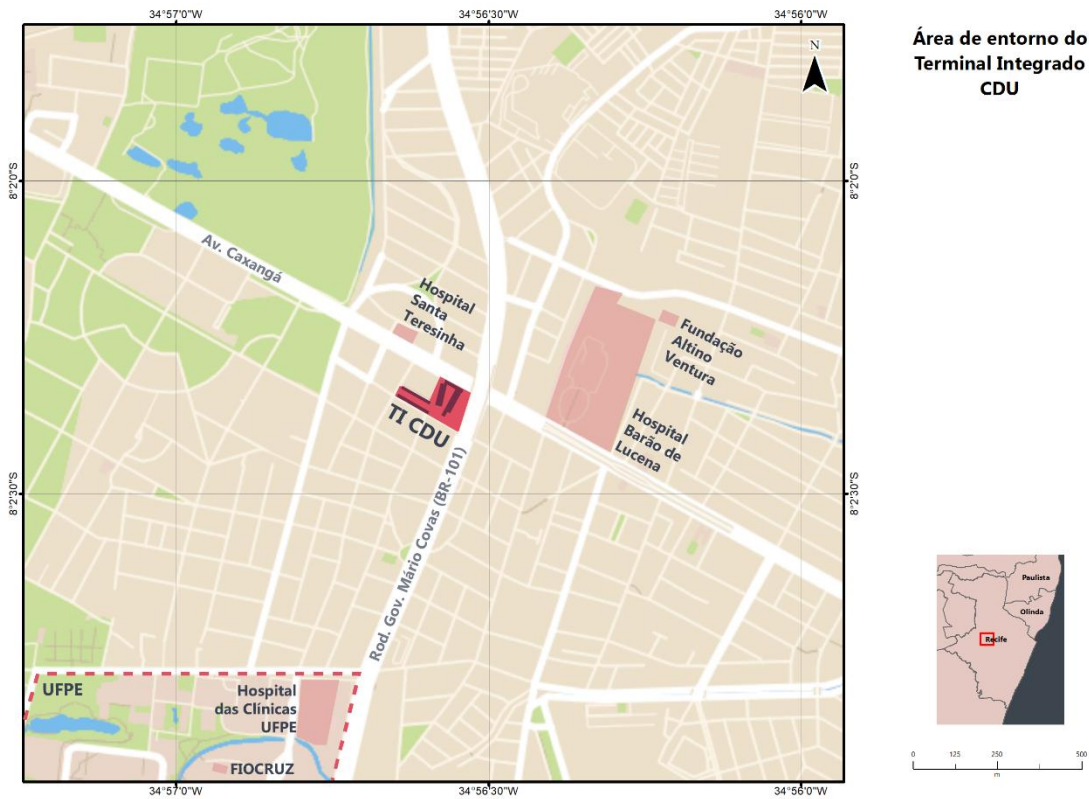 34°57'0"W
34°56'30"W
34°56'0"W
Área de entorno do
Terminal Integrado
CDU
N
8°2'0"S
8°2'0"S
Av. Caxangá
Hospital
Santa
Teresinha
Fundação
Altino
Ventura
TI CDU
Hospital
Barão de
Lucena
8°2'30"S
8°2'30"S
Rod. Gov. Mário Covas (BR-101)
Paulista
Olinda
Recife
UFPE
Hospital
das Clínicas
UFPE
FIOCRUZ
0 125 250 500
m
34°57'0"W
34°56'30"W
34°56'0"W